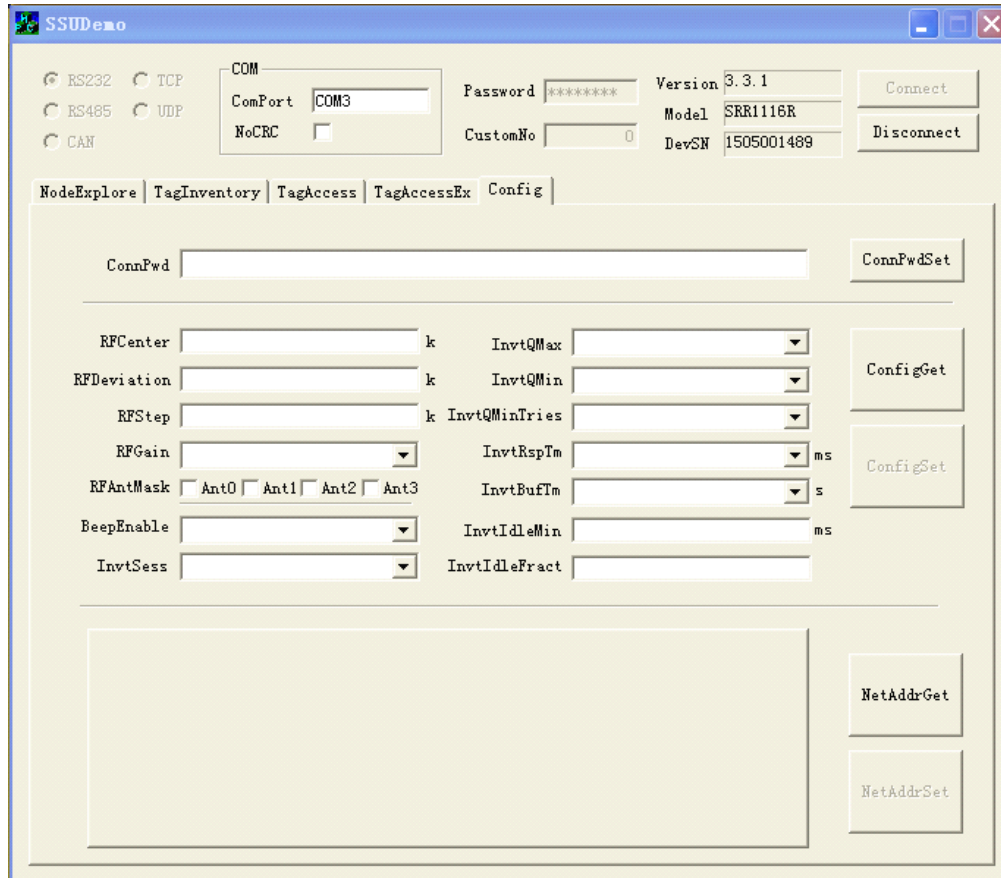 SSUDemo
RS232 TCP
RS485 UDP
CAN
COM
ComPort COM3
NoCRC
Password ********
CustomNo 0
Version 3.3.1
Model SRR1116R
DevSN 1505001489
Connect
Disconnect
NodeExplore TagInventory TagAccess TagAccessEx Config
ConnPwd
ConnPwdSet
RFCenter k
RFDeviation k
RFStep k
RFGain
RFAntMask Ant0 Ant1 Ant2 Ant3
BeepEnable
InvtSess
InvtQMax
InvtQMin
InvtQMinTries
InvtRspTm ms
InvtBufTm s
InvtIdleMin ms
InvtIdleFract
ConfigGet
ConfigSet
NetAddrGet
NetAddrSet